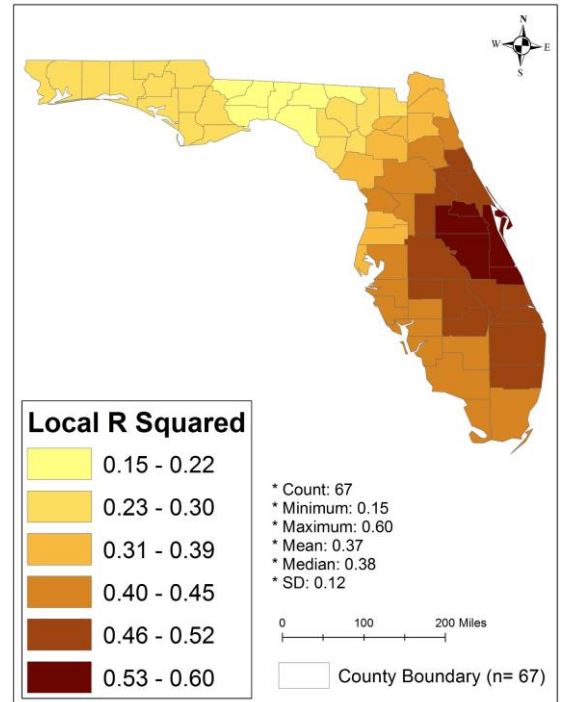 N
W E
S
Local R Squared
0.15 - 0.22
0.23 - 0.30
0.31 - 0.39
0.40 - 0.45
0.46 - 0.52
0.53 - 0.60
* Count: 67
* Minimum: 0.15
* Maximum: 0.60
* Mean: 0.37
* Median: 0.38
* SD: 0.12
0 100 200 Miles
County Boundary (n= 67)